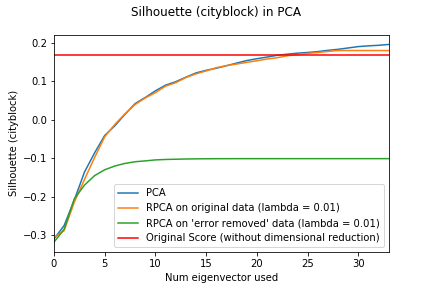 Silhouette (cityblock) in PCA
Silhouette (cityblock)
0.2
0.1
0.0
−0.1
−0.2
−0.3
PCA
RPCA on original data (lambda = 0.01)
RPCA on 'error removed' data (lambda = 0.01)
Original Score (without dimensional reduction)
0 5 10 15 20 25 30
Num eigenvector used